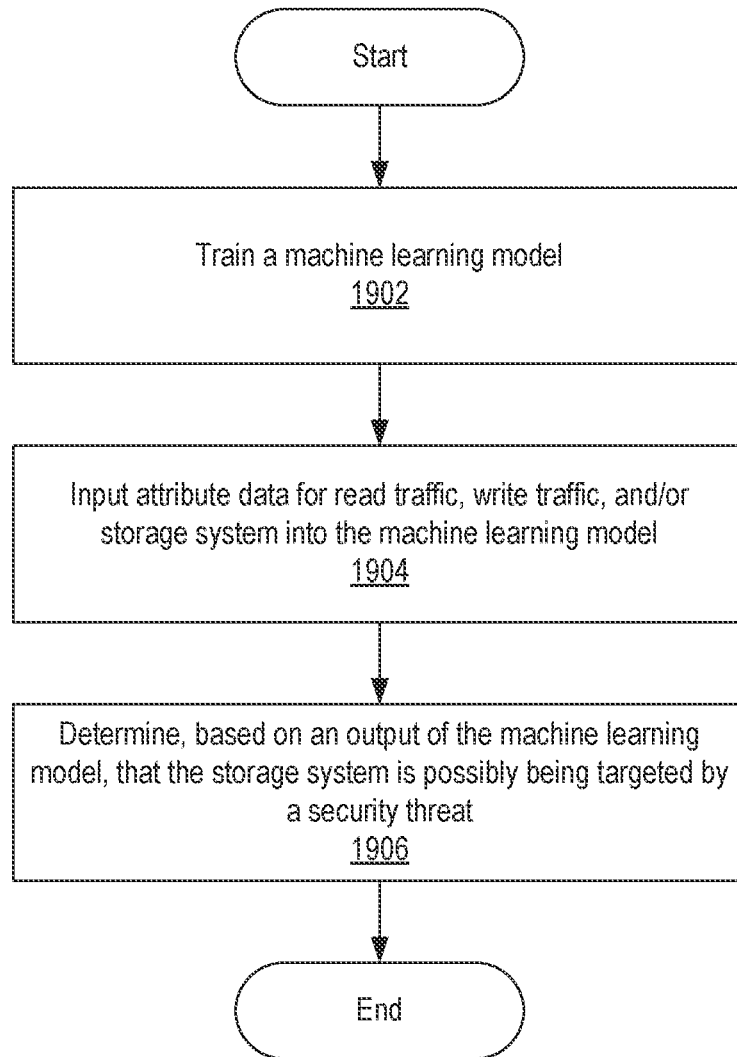 Start
Train a machine learning model
1902
Input attribute data for read traffic, write traffic, and/or
storage system into the machine learning model
1904
Determine, based on an output of the machine learning
model, that the storage system is possibly being targeted by
a security threat
1906
End